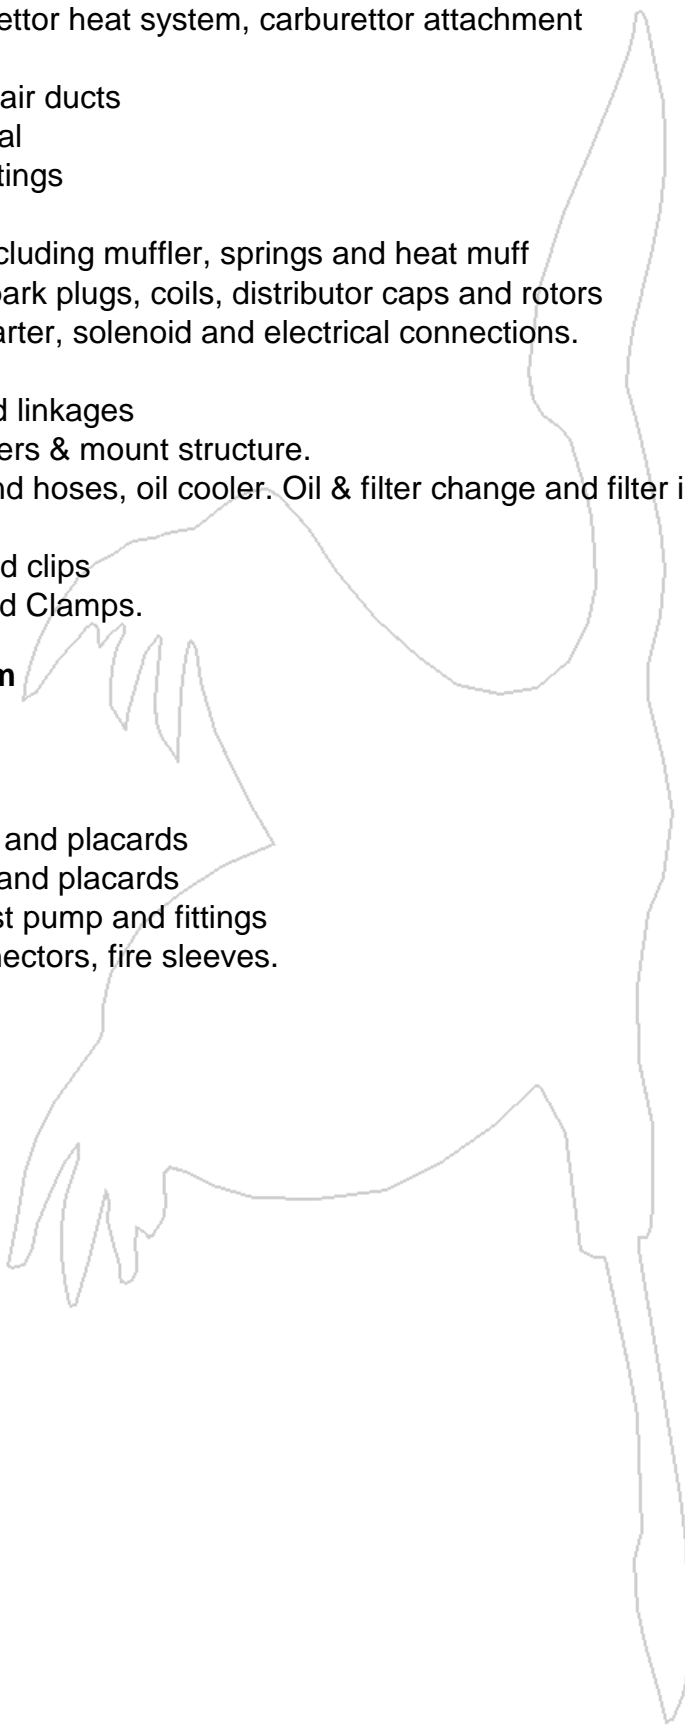 ettor heat system, carburettor attachment
air ducts
al
tings
cluding muffler, springs and heat muff
park plugs, coils, distributor caps and rotors
arter, solenoid and electrical connections.
d linkages
ers & mount structure.
nd hoses, oil cooler. Oil & filter change and filter i
d clips
d Clamps.
m
and placards
and placards
st pump and fittings
nectors, fire sleeves.